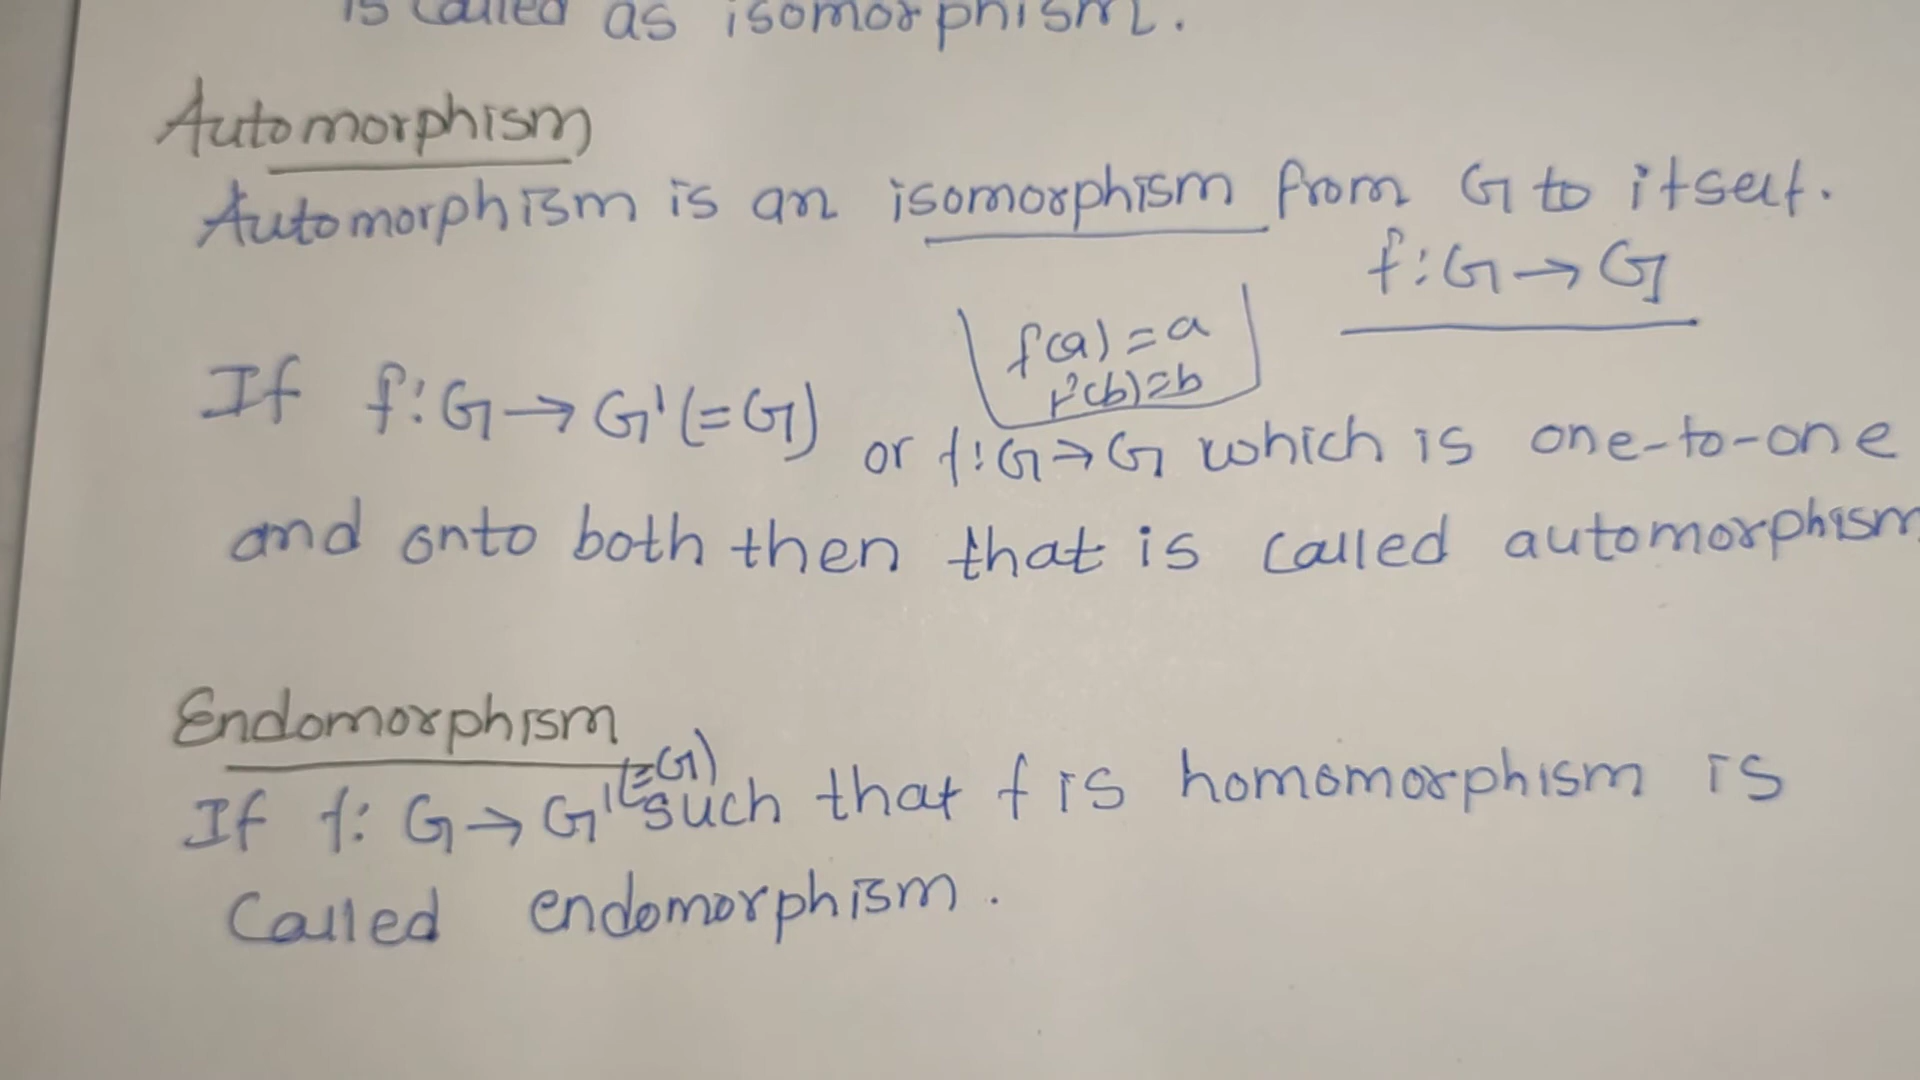 is called as isomorphism.
Automorphism
Automorphism is an isomorphism from G to itself.
f:G→G
f(a)=a
f(b)=b
If f:G→G'(=G) or f:G→G which is one-to-one
and onto both then that is called automorphism
Endomorphism
If f: G→G'(=G) such that f is homomorphism is
called endomorphism.